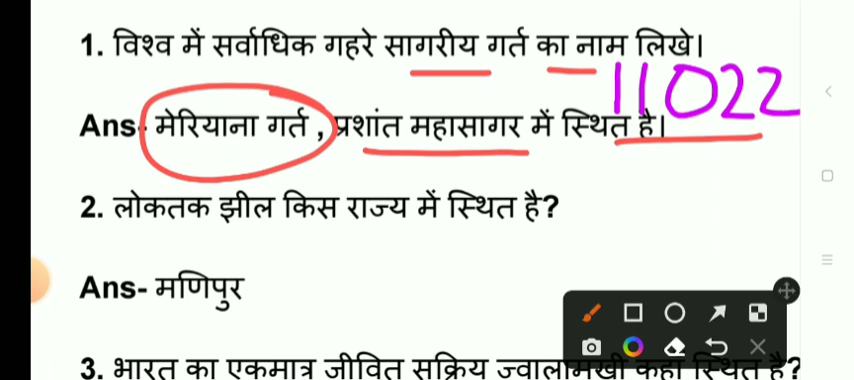 1. विश्व में सर्वाधिक गहरे सागरीय गर्त का नाम लिखे।
11022
Ans- मेरियाना गर्त , प्रशांत महासागर में स्थित है।
2. लोकतक झील किस राज्य में स्थित है?
Ans- मणिपुर
3. भारत का एकमात्र जीवित सक्रिय ज्वालामुखी कहां स्थित है?